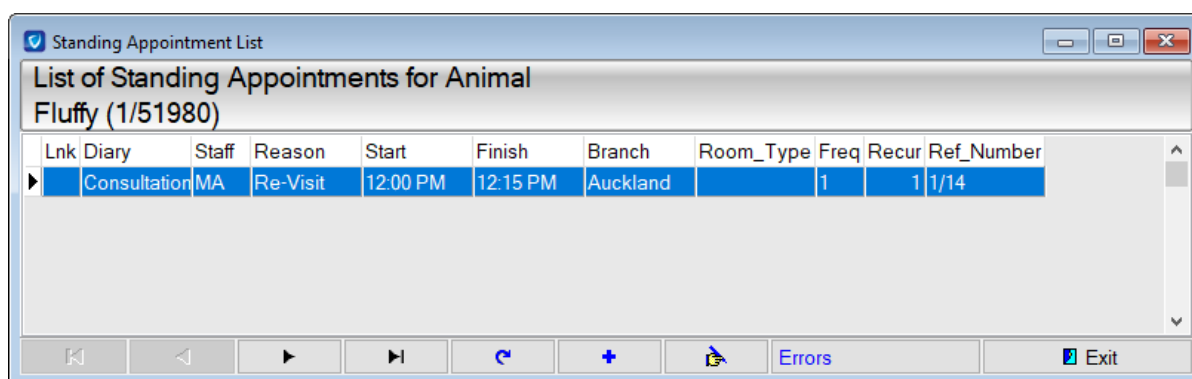 Standing Appointment List
List of Standing Appointments for Animal
Fluffy (1/51980)
Lnk Diary Staff Reason Start Finish Branch Room_Type Freq Recur Ref_Number
Consultation MA Re-Visit 12:00 PM 12:15 PM Auckland 1 1 1/14
Errors Exit